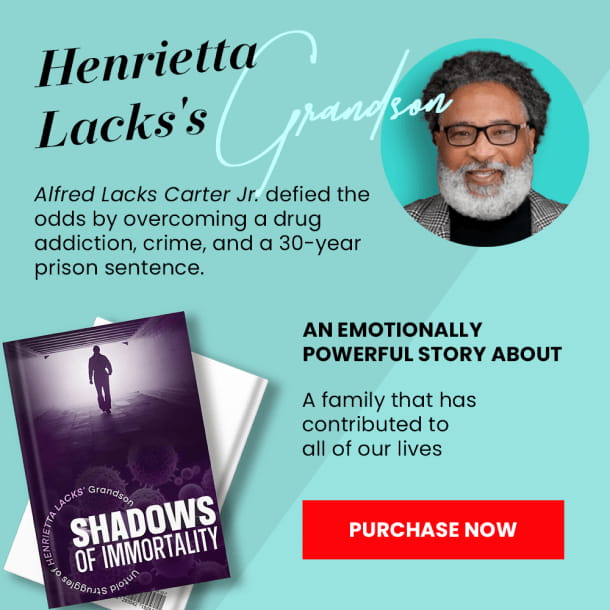 Henrietta
Lacks's
Grandson
Alfred Lacks Carter Jr. defied the
odds by overcoming a drug
addiction, crime, and a 30-year
prison sentence.
AN EMOTIONALLY
POWERFUL STORY ABOUT
A family that has
contributed to
all of our lives
PURCHASE NOW
Untold Struggles of HENRIETTA LACKS' Grandson
SHADOWS
OF IMMORTALITY